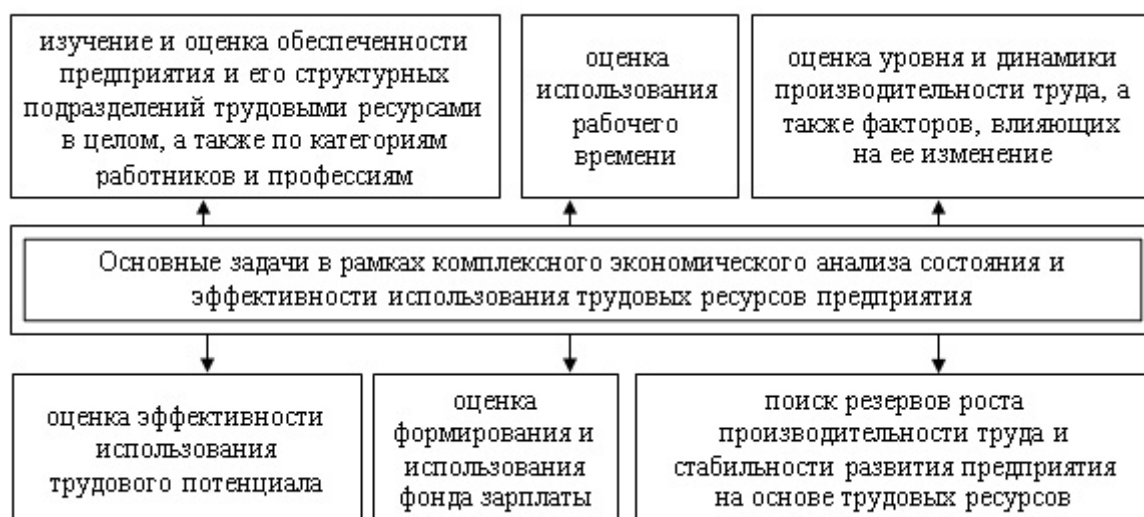 изучение и оценка обеспеченности
предприятия и его структурных
подразделений трудовыми ресурсами
в целом, а также по категориям
работников и профессиям
оценка
использования
рабочего
времени
оценка уровня и динамики
производительности труда, а
также факторов, влияющих
на ее изменение
Основные задачи в рамках комплексного экономического анализа состояния и
эффективности использования трудовых ресурсов предприятия
оценка эффективности
использования
трудового потенциала
оценка
формирования и
использования
фонда зарплаты
поиск резервов роста
производительности труда и
стабильности развития предприятия
на основе трудовых ресурсов